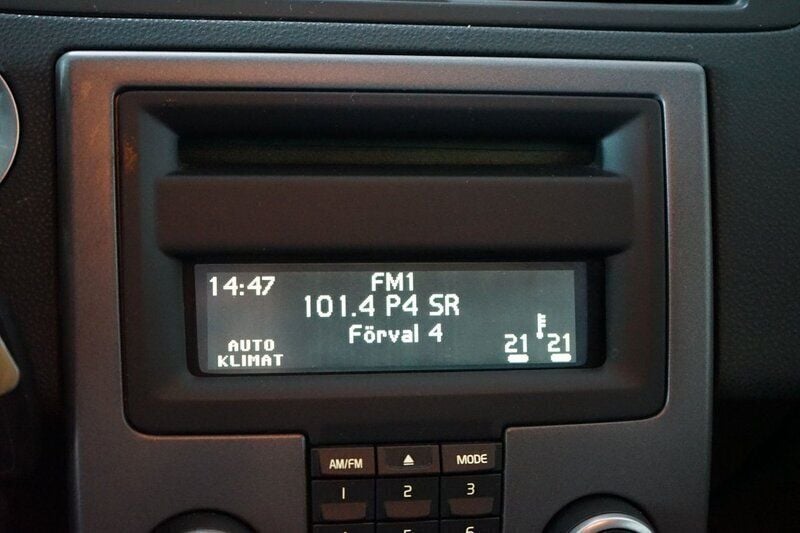 14:47
FM1
101.4 P4 SR
Förval 4
AUTO
KLIMAT
21 21
AM/FM
MODE
1 2 3
6